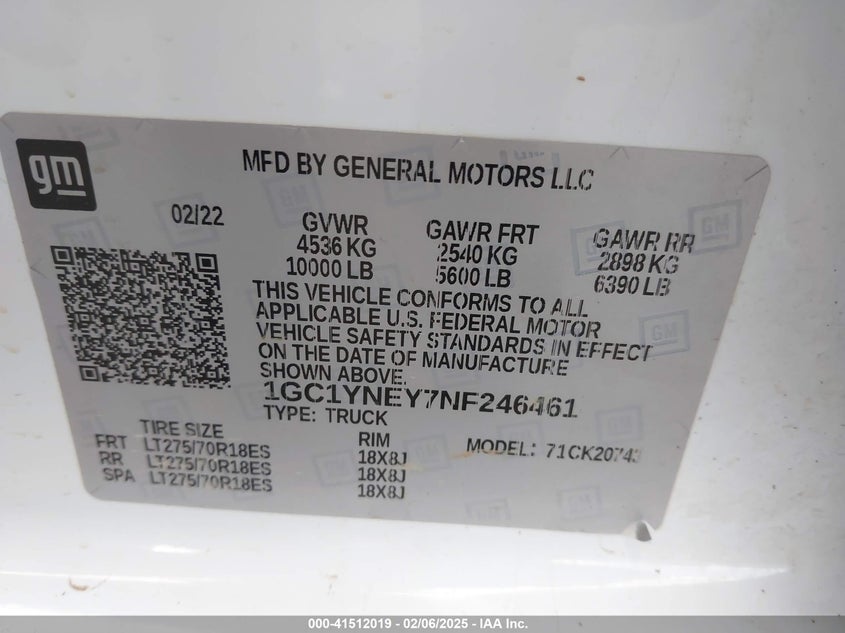 gm
MFD BY GENERAL MOTORS LLC
02/22
GVWR
4536 KG
10000 LB
GAWR FRT
2540 KG
5600 LB
GAWR RR
2898 KG
6390 LB
THIS VEHICLE CONFORMS TO ALL
APPLICABLE U.S. FEDERAL MOTOR
VEHICLE SAFETY STANDARDS IN EFFECT
ON THE DATE OF MANUFACTURE
SHOWN ABOVE.
1GC1YNEY7NF246461
TYPE: TRUCK
TIRE SIZE
RIM
MODEL: 71CK20743
FRT LT275/70R18ES 18X8J
RR LT275/70R18ES 18X8J
SPA LT275/70R18ES 18X8J
000-41512019 - 02/06/2025 - IAA Inc.